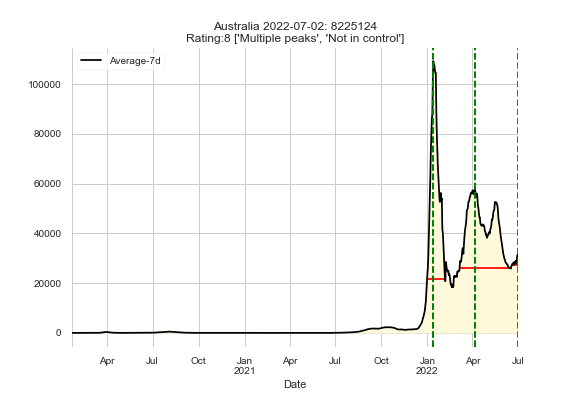 Australia 2022-07-02: 8225124
Rating:8 ['Multiple peaks', 'Not in control']
Average-7d
100000
80000
60000
40000
20000
0
Apr Jul Oct Jan Apr Jul Oct Jan Apr Jul
2021 2022
Date